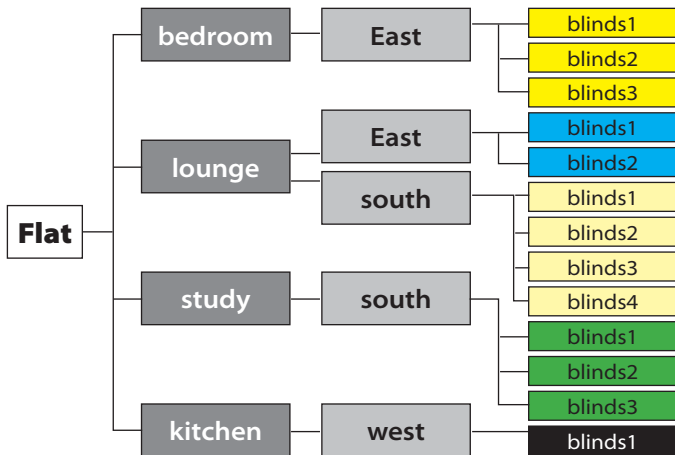 Flat
bedroom
East
blinds1
blinds2
blinds3
lounge
East
blinds1
blinds2
south
blinds1
blinds2
blinds3
blinds4
study
south
blinds1
blinds2
blinds3
kitchen
west
blinds1